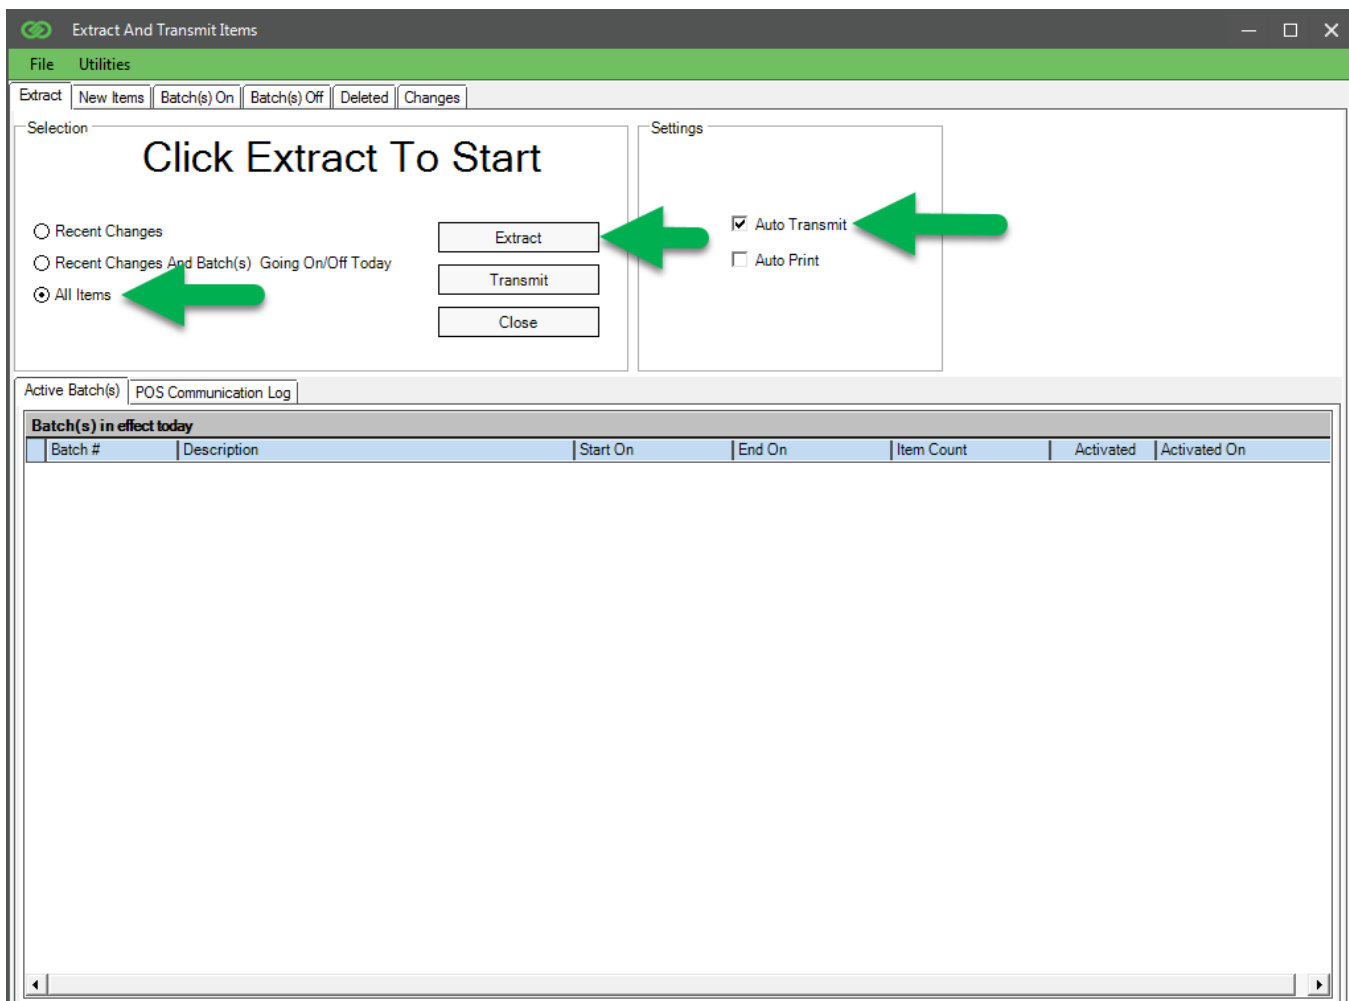 Extract And Transmit Items
File Utilities
Extract New Items Batch(s) On Batch(s) Off Deleted Changes
Selection
Click Extract To Start
Settings
Recent Changes
Recent Changes And Batch(s) Going On/Off Today
All Items
Extract
Transmit
Close
Auto Transmit
Auto Print
Active Batch(s) POS Communication Log
Batch(s) in effect today
Batch # Description Start On End On Item Count Activated Activated On